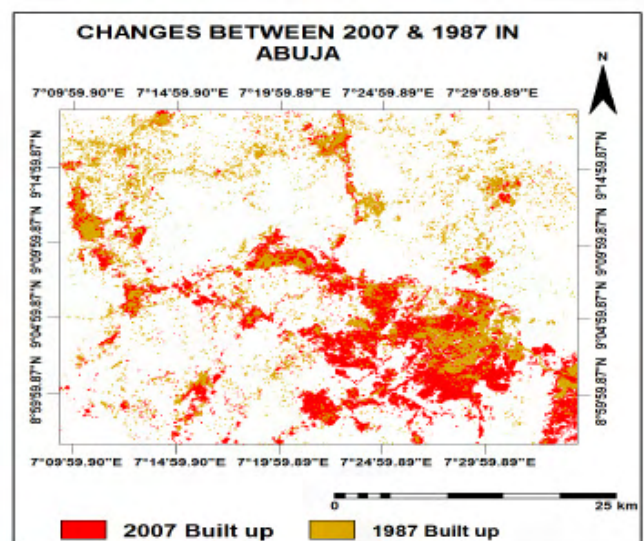 CHANGES BETWEEN 2007 & 1987 IN
ABUJA
N
7°09'59.90"E 7°14'59.90"E 7°19'59.89"E 7°24'59.89"E 7°29'59.89"E
9°14'59.87"N
9°09'59.87"N
9°04'59.87"N
8°59'59.87"N
9°14'59.87"N
9°09'59.87"N
9°04'59.87"N
8°59'59.87"N
7°09'59.90"E 7°14'59.90"E 7°19'59.89"E 7°24'59.89"E 7°29'59.89"E
0 25 km
2007 Built up 1987 Built up